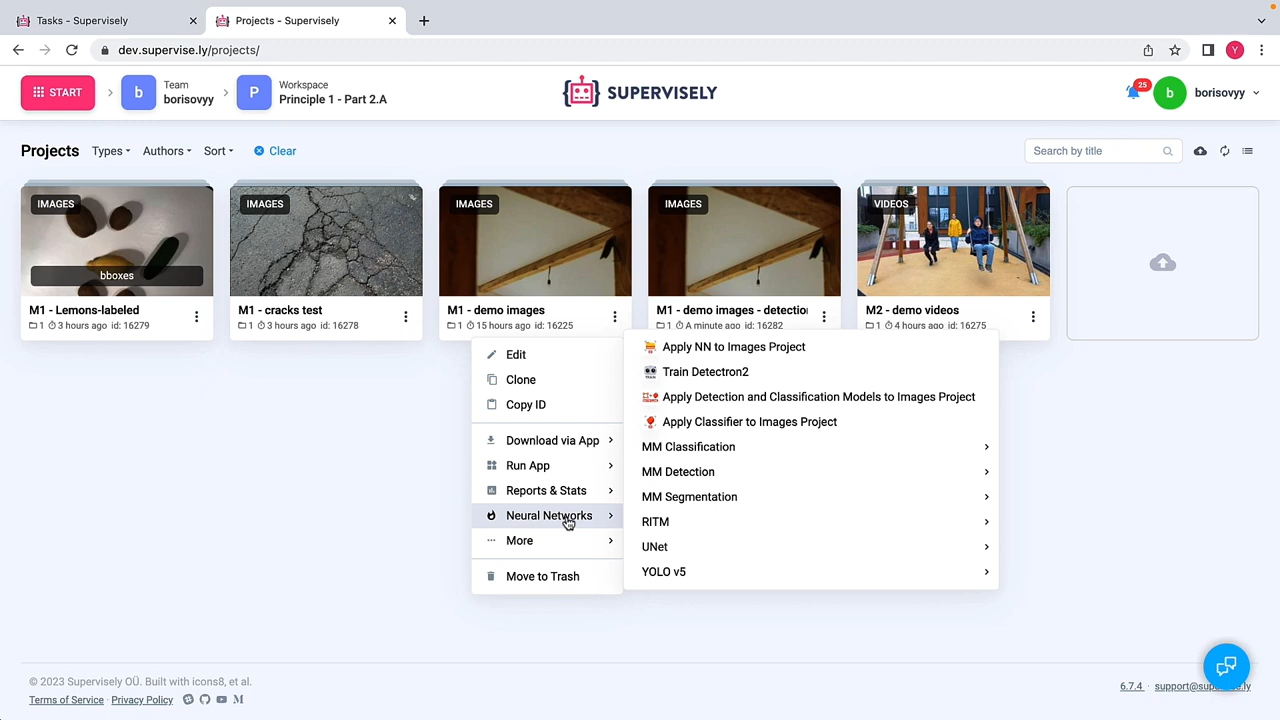 Tasks - Supervisely
Projects - Supervisely
dev.supervise.ly/projects/
Y
START
b
Team
borisovyy
P
Workspace
Principle 1 - Part 2.A
SUPERVISELY
25
b
borisovyy
Projects
Types
Authors
Sort
Clear
Search by title
IMAGES
bboxes
M1 - Lemons-labeled
1 3 hours ago id: 16279
IMAGES
M1 - cracks test
1 3 hours ago id: 16278
IMAGES
M1 - demo images
1 15 hours ago id: 16225
IMAGES
M1 - demo images - detection
1 A minute ago id: 16282
VIDEOS
M2 - demo videos
1 4 hours ago id: 16275
Edit
Clone
Copy ID
Download via App
Run App
Reports & Stats
Neural Networks
More
Move to Trash
Apply NN to Images Project
Train Detectron2
Apply Detection and Classification Models to Images Project
Apply Classifier to Images Project
MM Classification
MM Detection
MM Segmentation
RITM
UNet
YOLO v5
© 2023 Supervisely OÜ. Built with icons8, et al.
Terms of Service · Privacy Policy
6.7.4 · support@supervise.ly